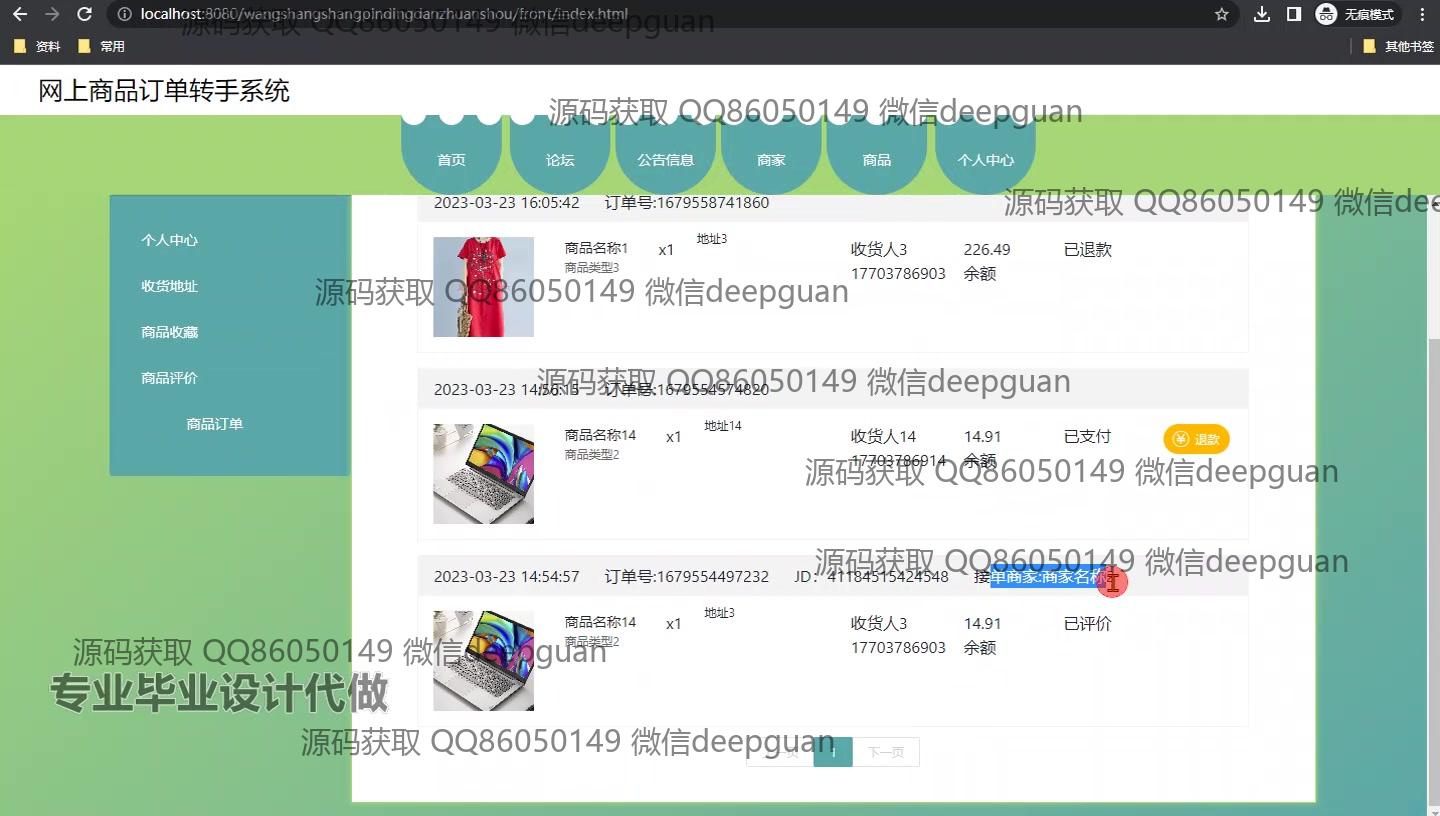 localhost:8080/wangshangshangpindingdanzhuanshou/front/index.html
无痕模式
资料 常用 其他书签
源码获取 QQ86050149 微信deepguan
网上商品订单转手系统
源码获取 QQ86050149 微信deepguan
首页 论坛 公告信息 商家 商品 个人中心
源码获取 QQ86050149 微信dee
2023-03-23 16:05:42 订单号:1679558741860
个人中心
收货地址
商品收藏
商品评价
商品订单
商品名称1 x1 地址3 收货人3 226.49 已退款
商品类型3 17703786903 余额
源码获取 QQ86050149 微信deepguan
源码获取 QQ86050149 微信deepguan
2023-03-23 14:56:15 订单号:1679554574820
商品名称14 x1 地址14 收货人14 14.91 已支付 退款
商品类型2 17703786914 余额
源码获取 QQ86050149 微信deepguan
源码获取 QQ86050149 微信deepguan
2023-03-23 14:54:57 订单号:1679554497232 JD：41184515424548 接单商家:商家名称
商品名称14 x1 地址3 收货人3 14.91 已评价
商品类型2 17703786903 余额
源码获取 QQ86050149 微信deepguan
专业毕业设计代做
源码获取 QQ86050149 微信deepguan
1 下一页